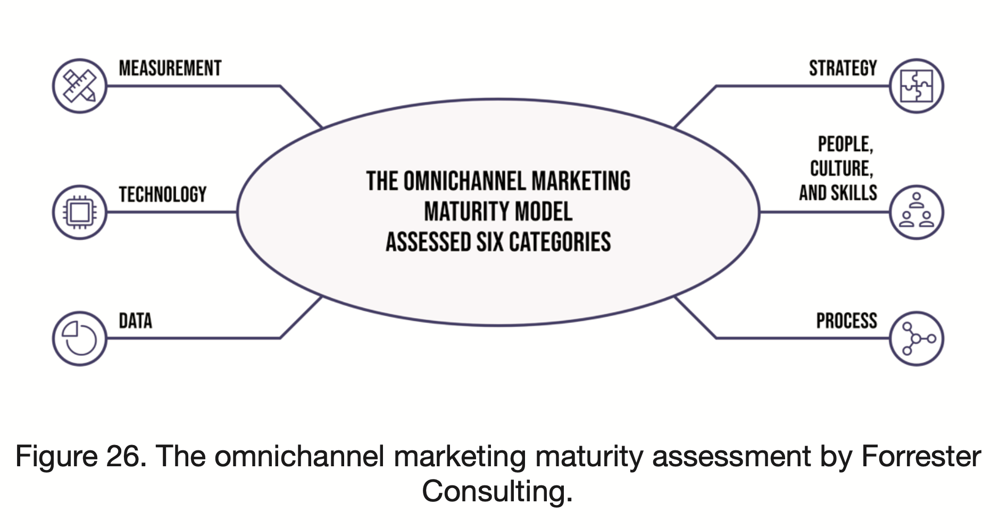 MEASUREMENT
STRATEGY
PEOPLE,
CULTURE,
AND SKILLS
TECHNOLOGY
THE OMNICHANNEL MARKETING
MATURITY MODEL
ASSESSED SIX CATEGORIES
DATA
PROCESS
Figure 26. The omnichannel marketing maturity assessment by Forrester
Consulting.